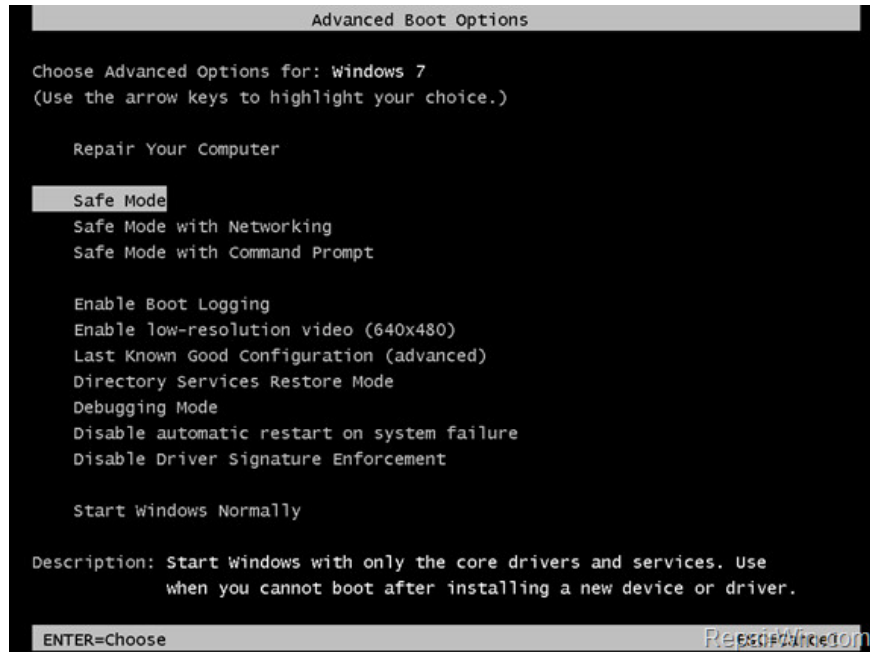 Advanced Boot Options
Choose Advanced Options for: Windows 7
(Use the arrow keys to highlight your choice.)
Repair Your Computer
Safe Mode
Safe Mode with Networking
Safe Mode with Command Prompt
Enable Boot Logging
Enable low-resolution video (640x480)
Last Known Good Configuration (advanced)
Directory Services Restore Mode
Debugging Mode
Disable automatic restart on system failure
Disable Driver Signature Enforcement
Start Windows Normally
Description: Start Windows with only the core drivers and services. Use
when you cannot boot after installing a new device or driver.
ENTER=Choose
ESC=Cancel